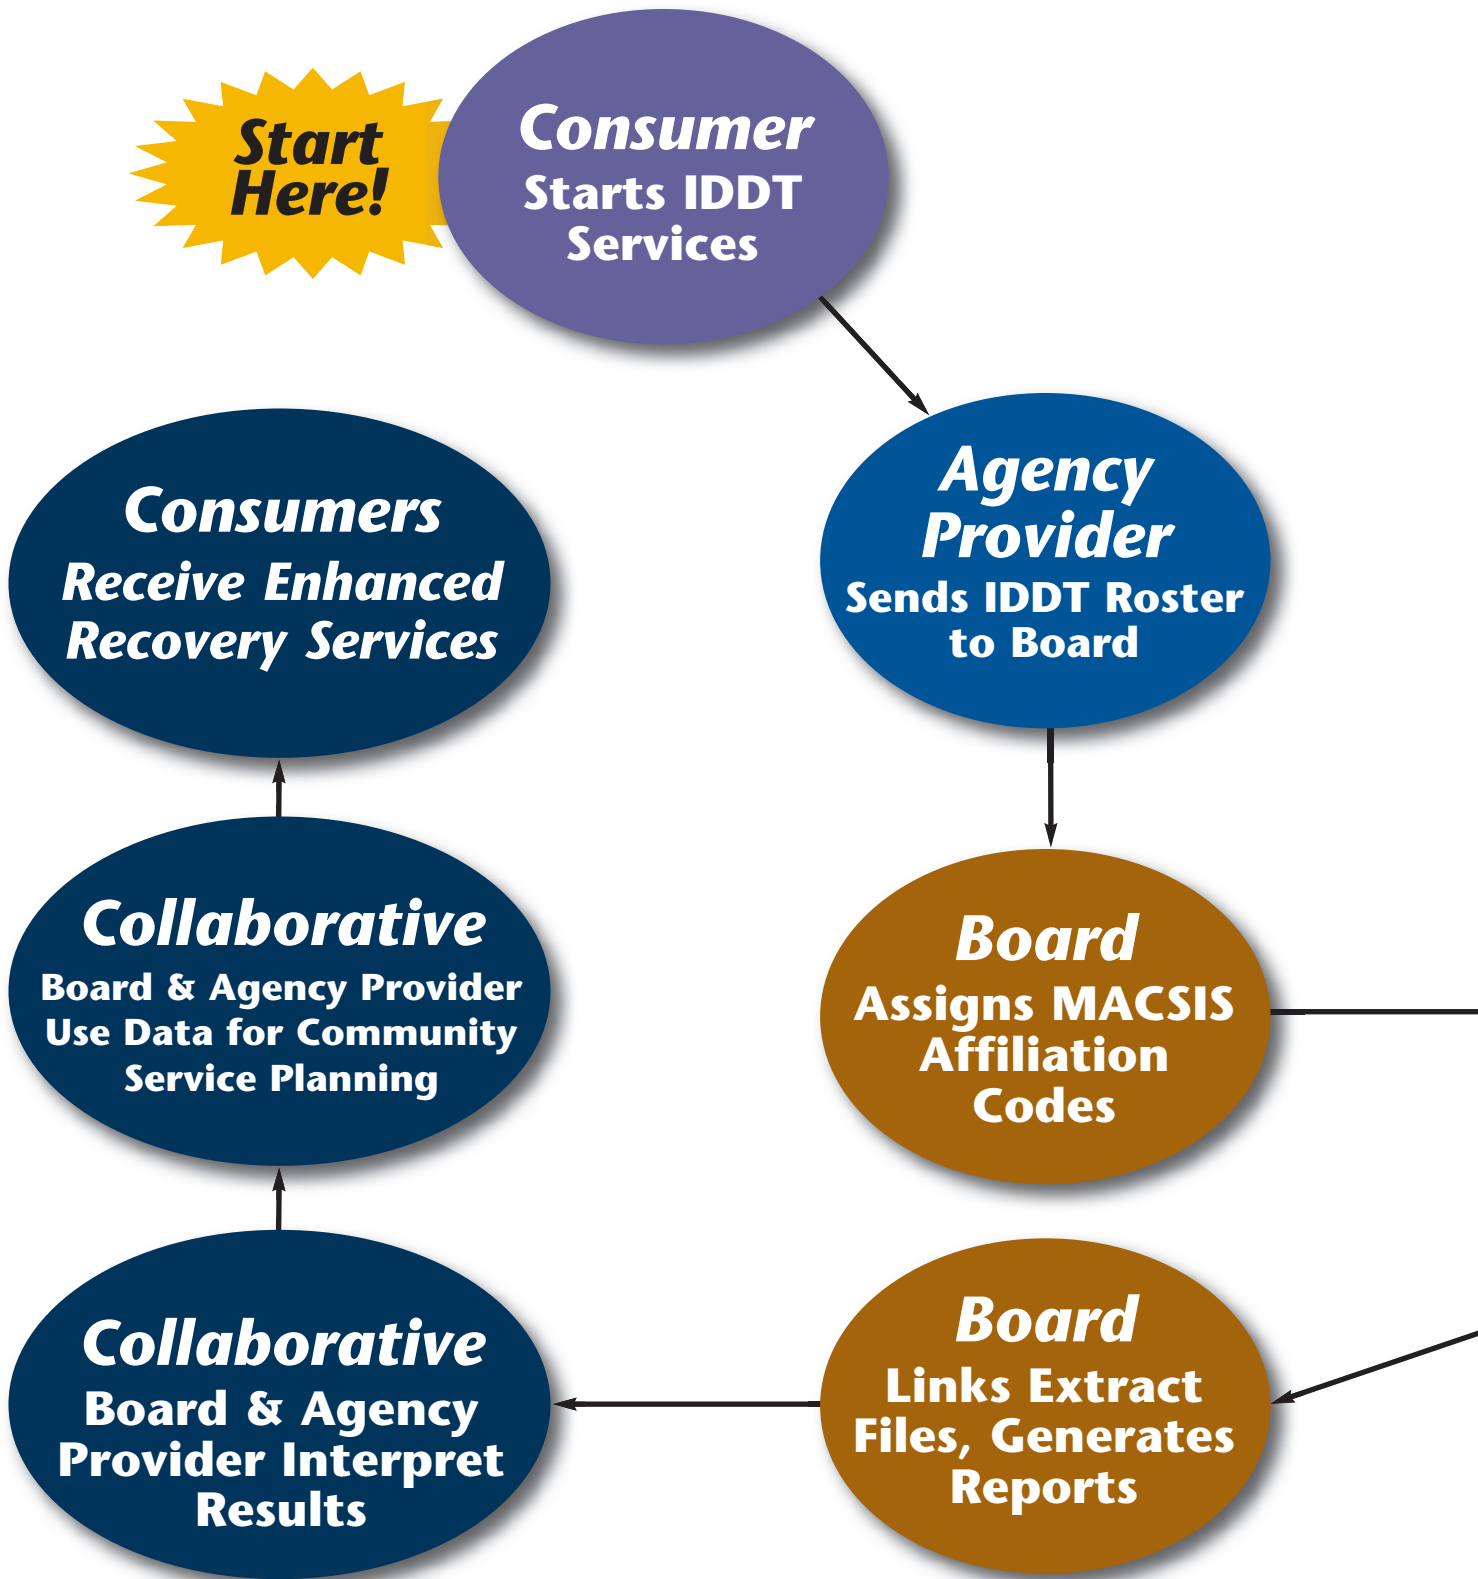 Start
Here!
Consumer
Starts IDDT
Services
Agency
Provider
Sends IDDT Roster
to Board
Board
Assigns MACSIS
Affiliation
Codes
Board
Links Extract
Files, Generates
Reports
Collaborative
Board & Agency
Provider Interpret
Results
Collaborative
Board & Agency Provider
Use Data for Community
Service Planning
Consumers
Receive Enhanced
Recovery Services